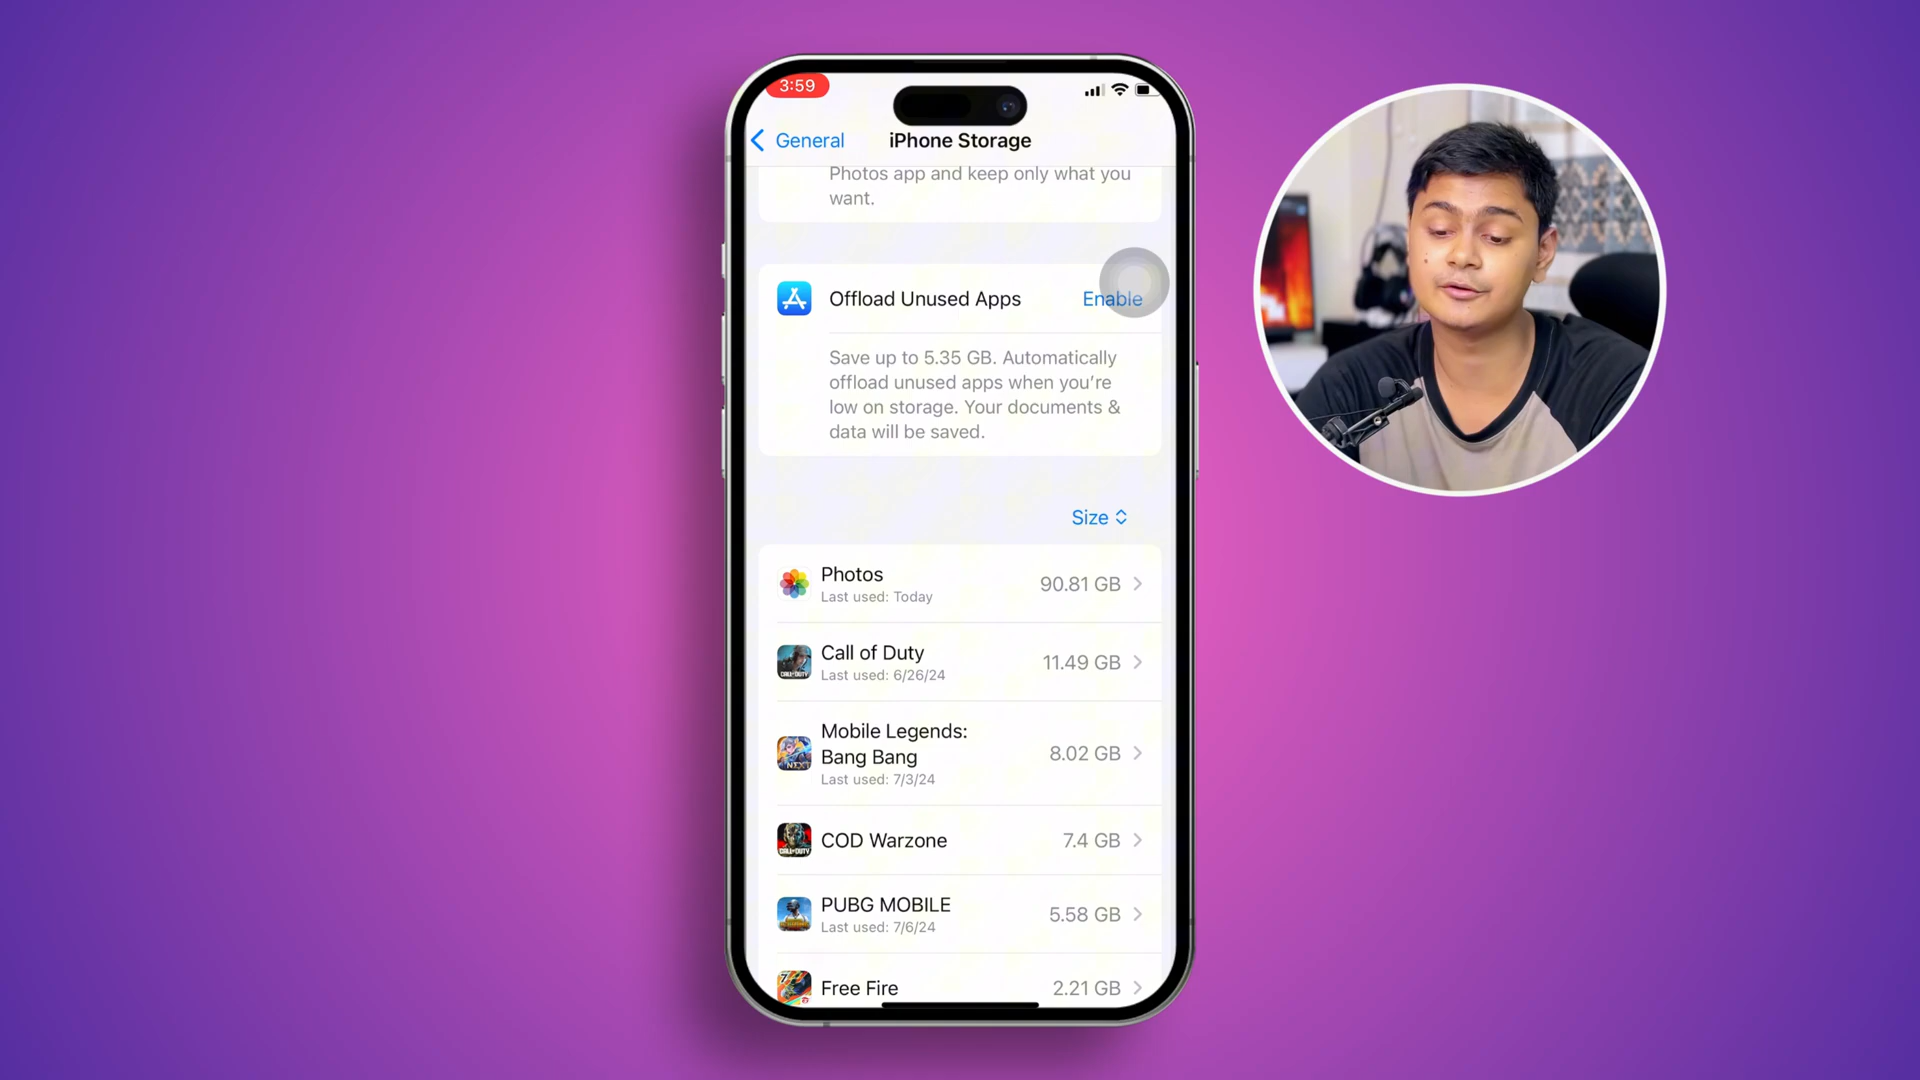 3:59
General
iPhone Storage
Photos app and keep only what you
want.
Offload Unused Apps
Enable
Save up to 5.35 GB. Automatically
offload unused apps when you're
low on storage. Your documents &
data will be saved.
Size
Photos
Last used: Today
90.81 GB
Call of Duty
Last used: 6/26/24
11.49 GB
Mobile Legends:
Bang Bang
Last used: 7/3/24
8.02 GB
COD Warzone
7.4 GB
PUBG MOBILE
Last used: 7/6/24
5.58 GB
Free Fire
2.21 GB